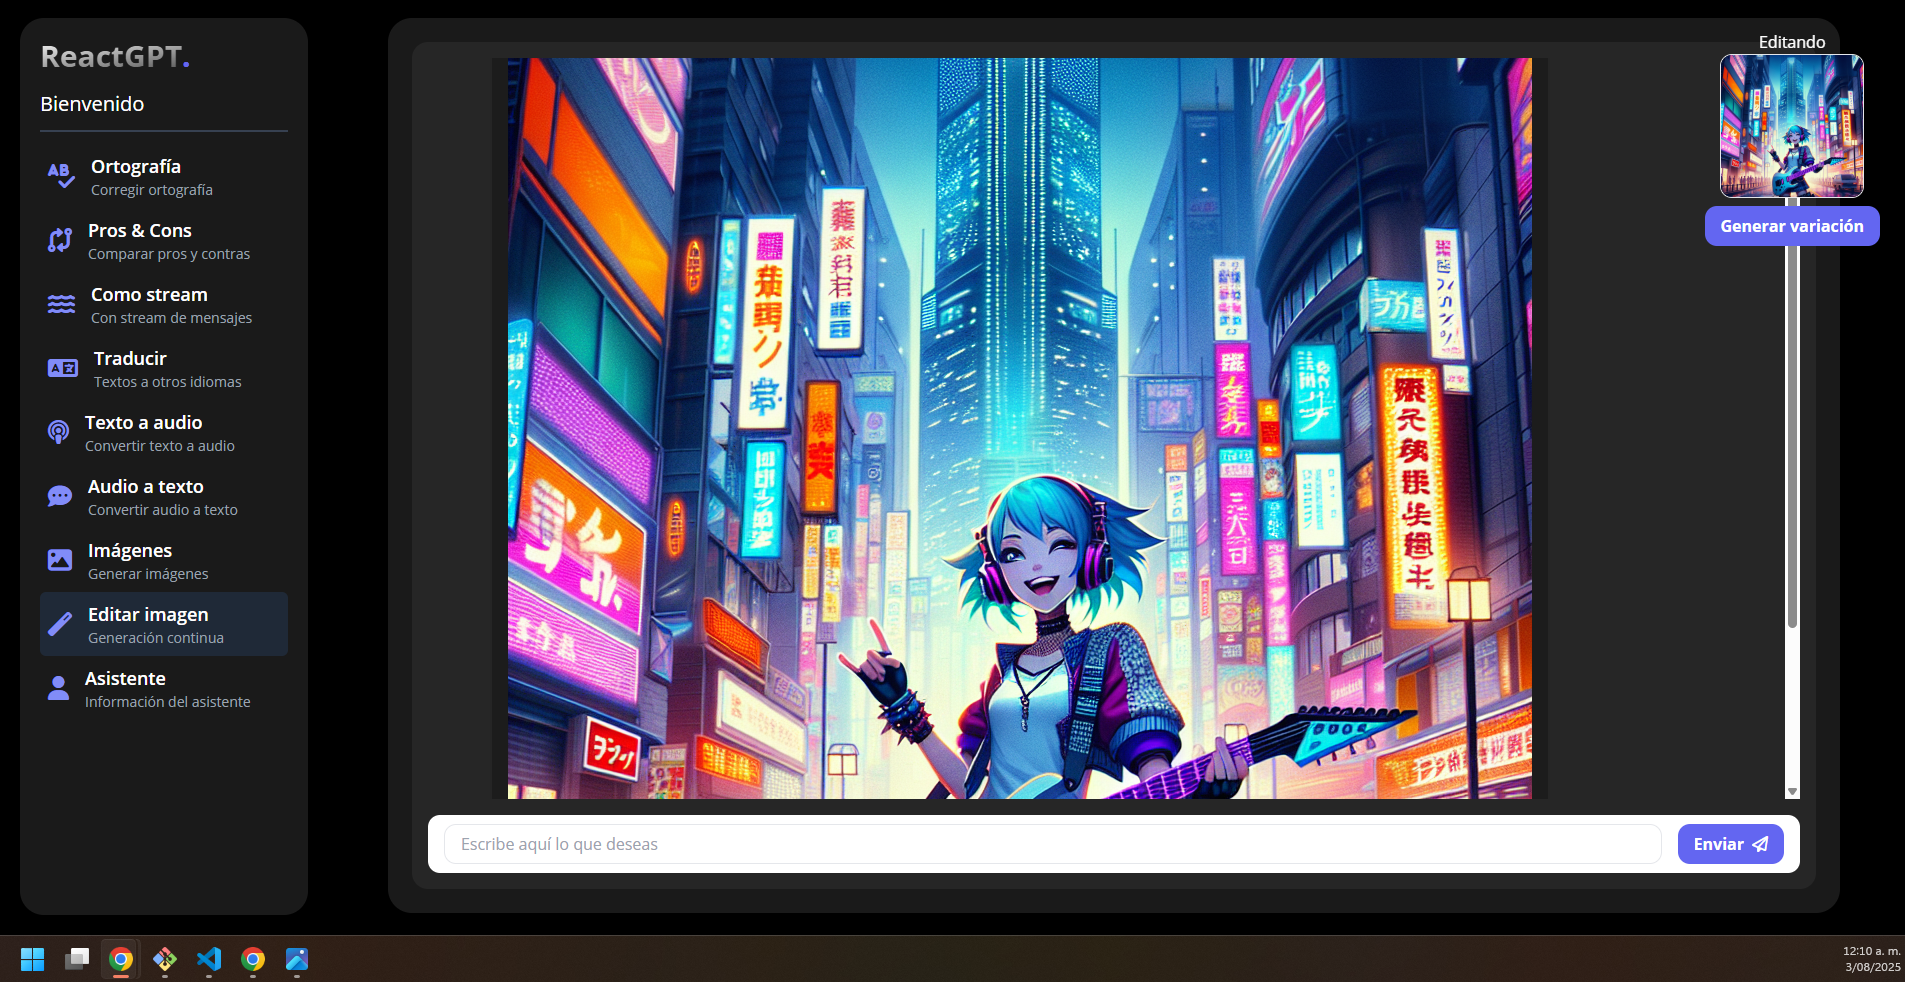 ReactGPT.
Bienvenido
Ortografía
Corregir ortografía
Pros & Cons
Comparar pros y contras
Como stream
Con stream de mensajes
Traducir
Textos a otros idiomas
Texto a audio
Convertir texto a audio
Audio a texto
Convertir audio a texto
Imágenes
Generar imágenes
Editar imagen
Generación continua
Asistente
Información del asistente
Editando
Generar variación
Escribe aquí lo que deseas
Enviar
12:10 a. m.
3/08/2025